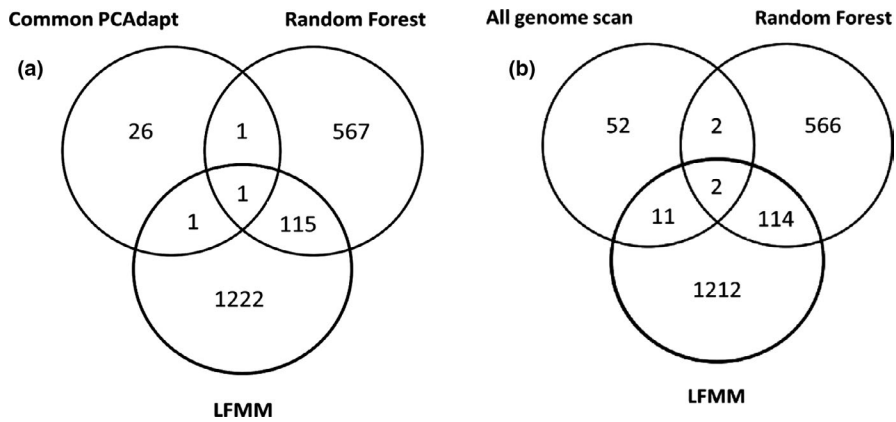 Common PCAdapt
Random Forest
(a)
26
1
567
1
1
115
1222
LFMM
All genome scan
Random Forest
(b)
52
2
566
2
11
114
1212
LFMM